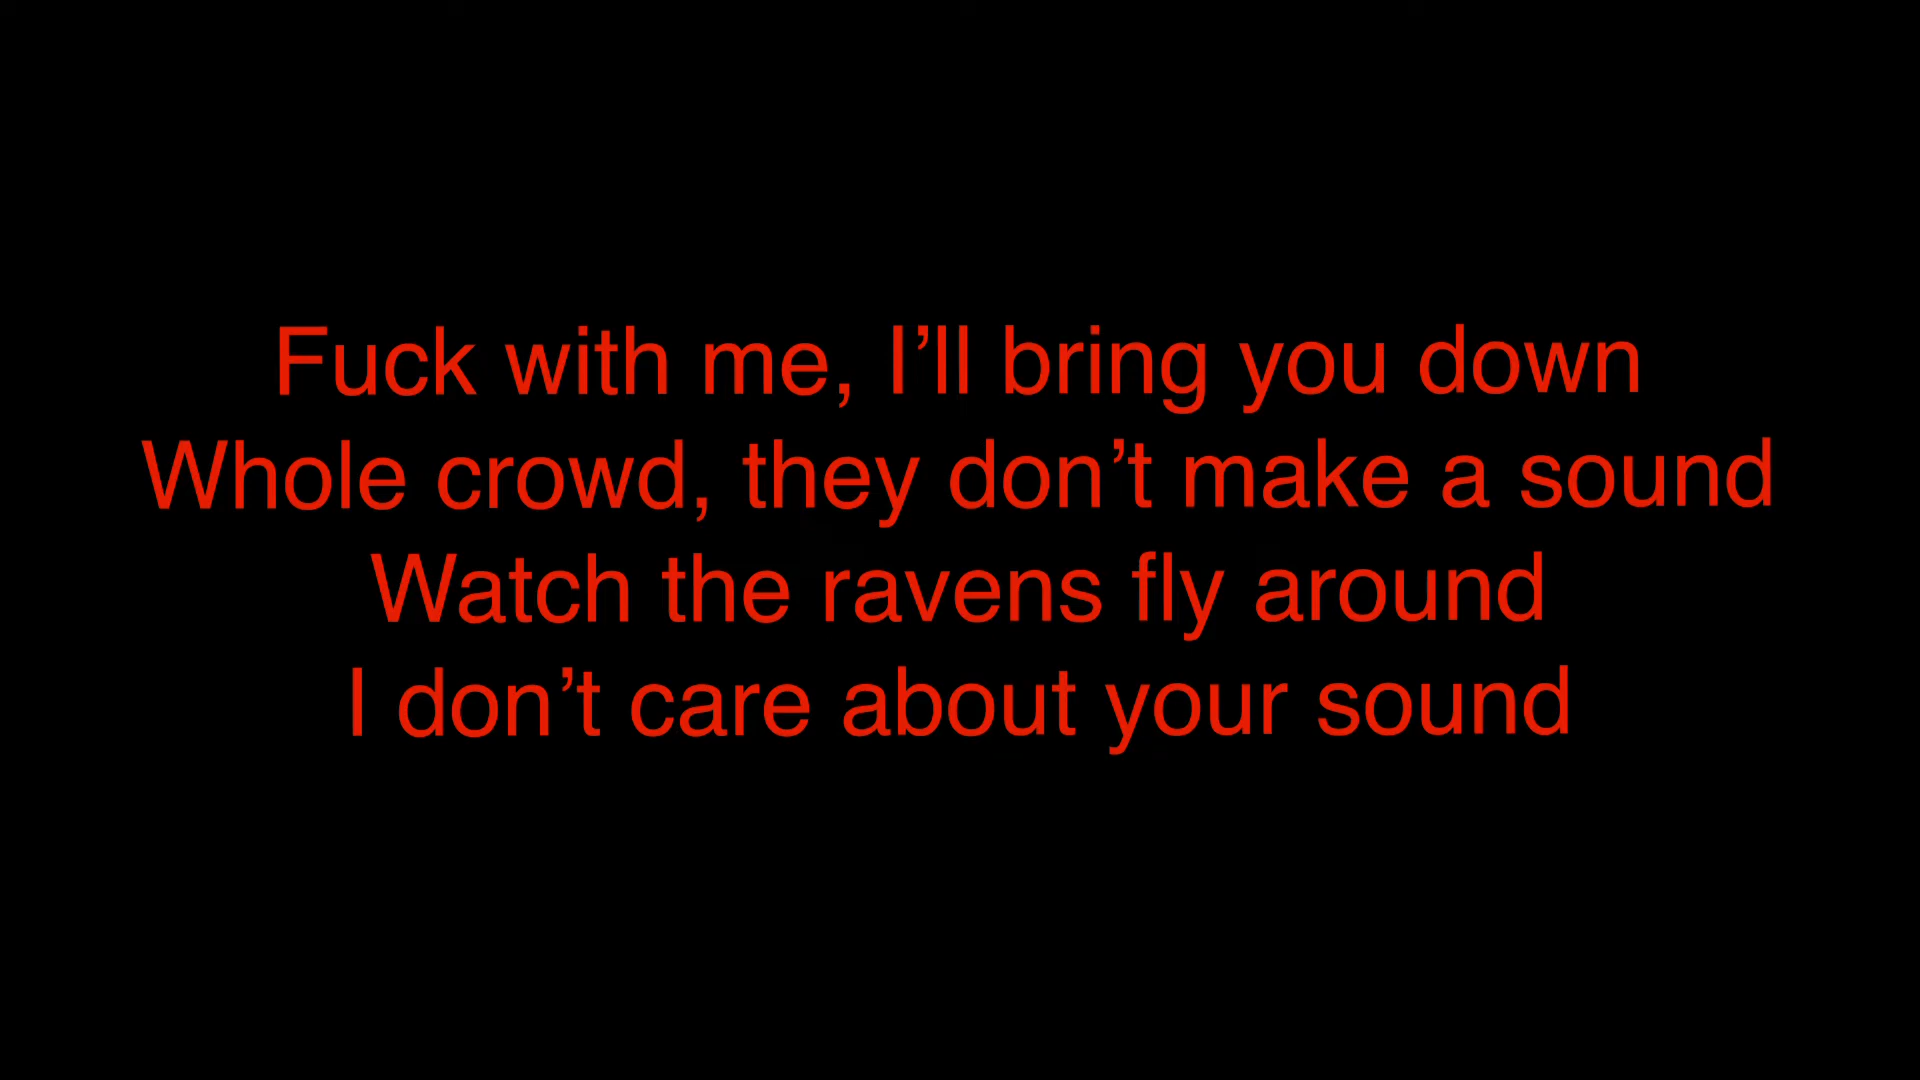 Fuck with me, I’ll bring you down
Whole crowd, they don’t make a sound
Watch the ravens fly around
I don’t care about your sound